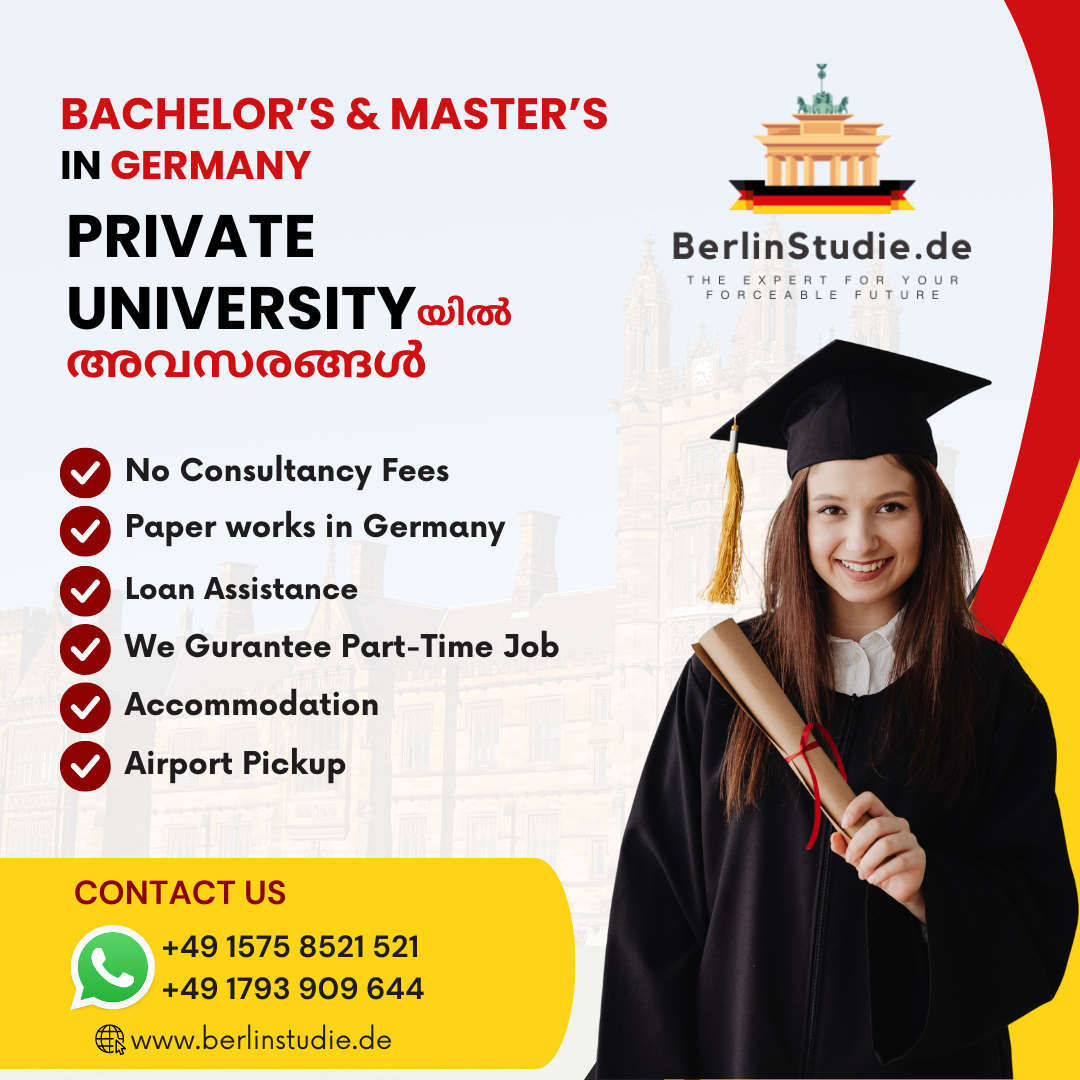 BACHELOR’S & MASTER’S
IN GERMANY
PRIVATE
UNIVERSITYയിൽ
അവസരങ്ങൾ
BerlinStudie.de
THE EXPERT FOR YOUR
FORCEABLE FUTURE
No Consultancy Fees
Paper works in Germany
Loan Assistance
We Gurantee Part-Time Job
Accommodation
Airport Pickup
CONTACT US
+49 1575 8521 521
+49 1793 909 644
www.berlinstudie.de